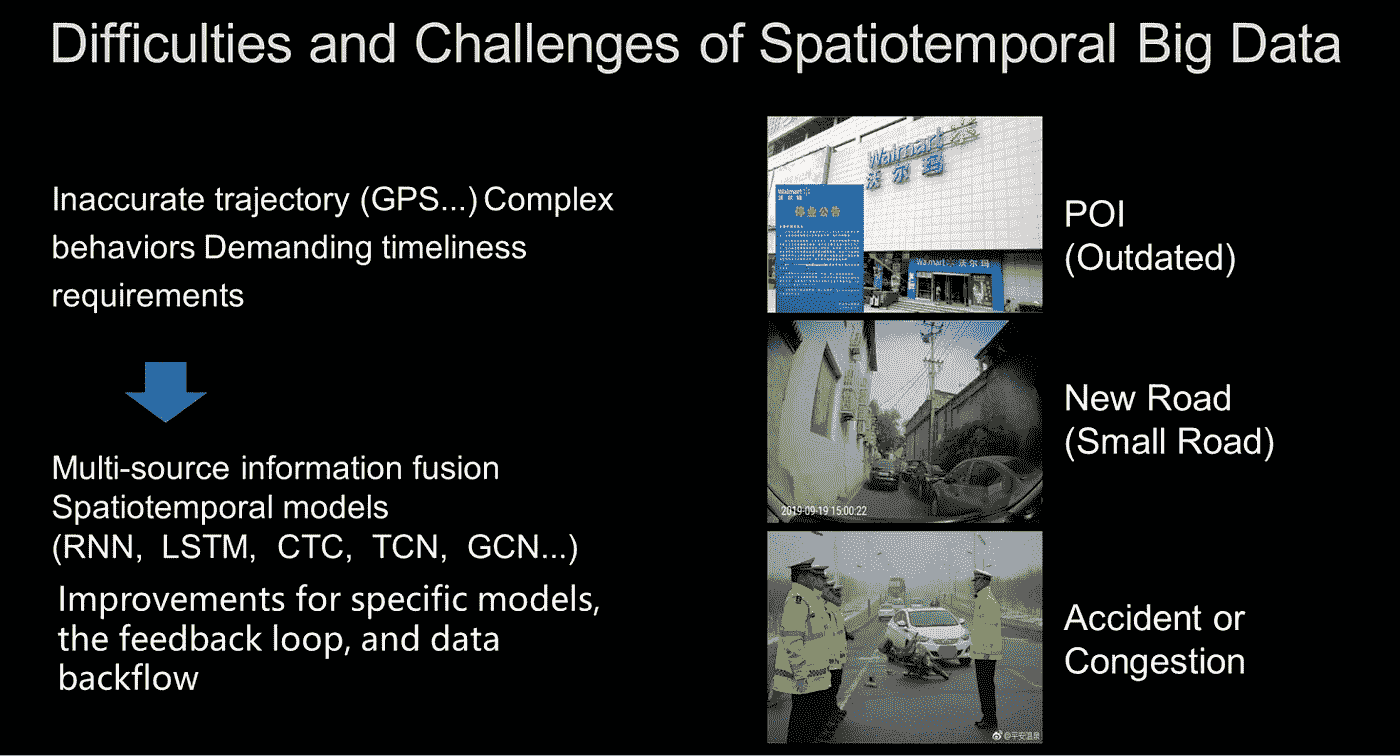 Difficulties and Challenges of Spatiotemporal Big Data
Inaccurate trajectory (GPS...) Complex
behaviors Demanding timeliness
requirements
Multi-source information fusion
Spatiotemporal models
(RNN, LSTM, CTC, TCN, GCN...)
Improvements for specific models,
the feedback loop, and data
backflow
Walmart
沃尔玛
Walmart
沃尔玛
停业公告
Walmart 沃尔玛
POI
(Outdated)
2019-09-19 15:00:22
New Road
(Small Road)
@平安温泉
Accident or
Congestion